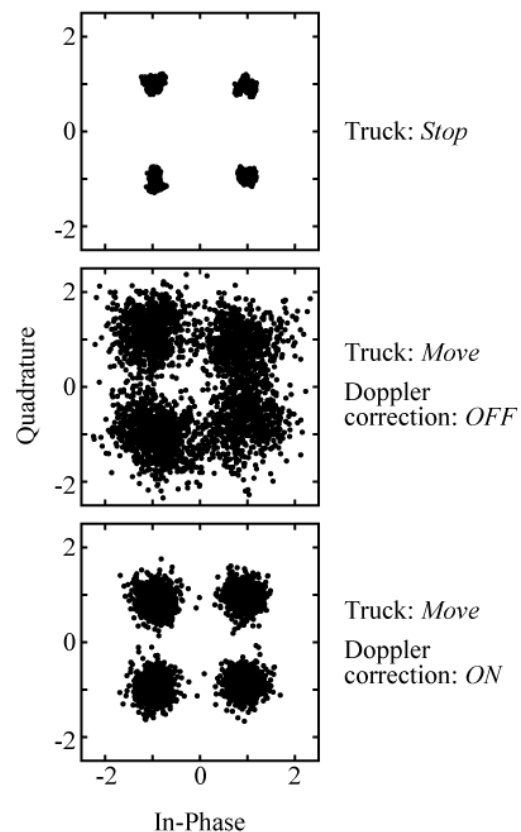 2
0
-2
Truck: Stop
Quadrature
2
0
-2
Truck: Move
Doppler
correction: OFF
2
0
-2
Truck: Move
Doppler
correction: ON
-2 0 2
In-Phase